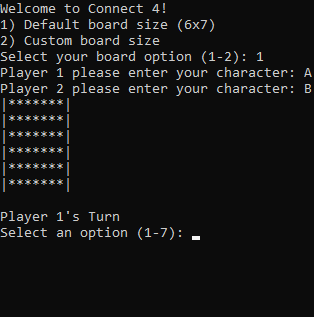 Welcome to Connect 4!
1) Default board size (6x7)
2) Custom board size
Select your board option (1-2): 1
Player 1 please enter your character: A
Player 2 please enter your character: B
|*******|
|*******|
|*******|
|*******|
|*******|
|*******|
Player 1's Turn
Select an option (1-7):